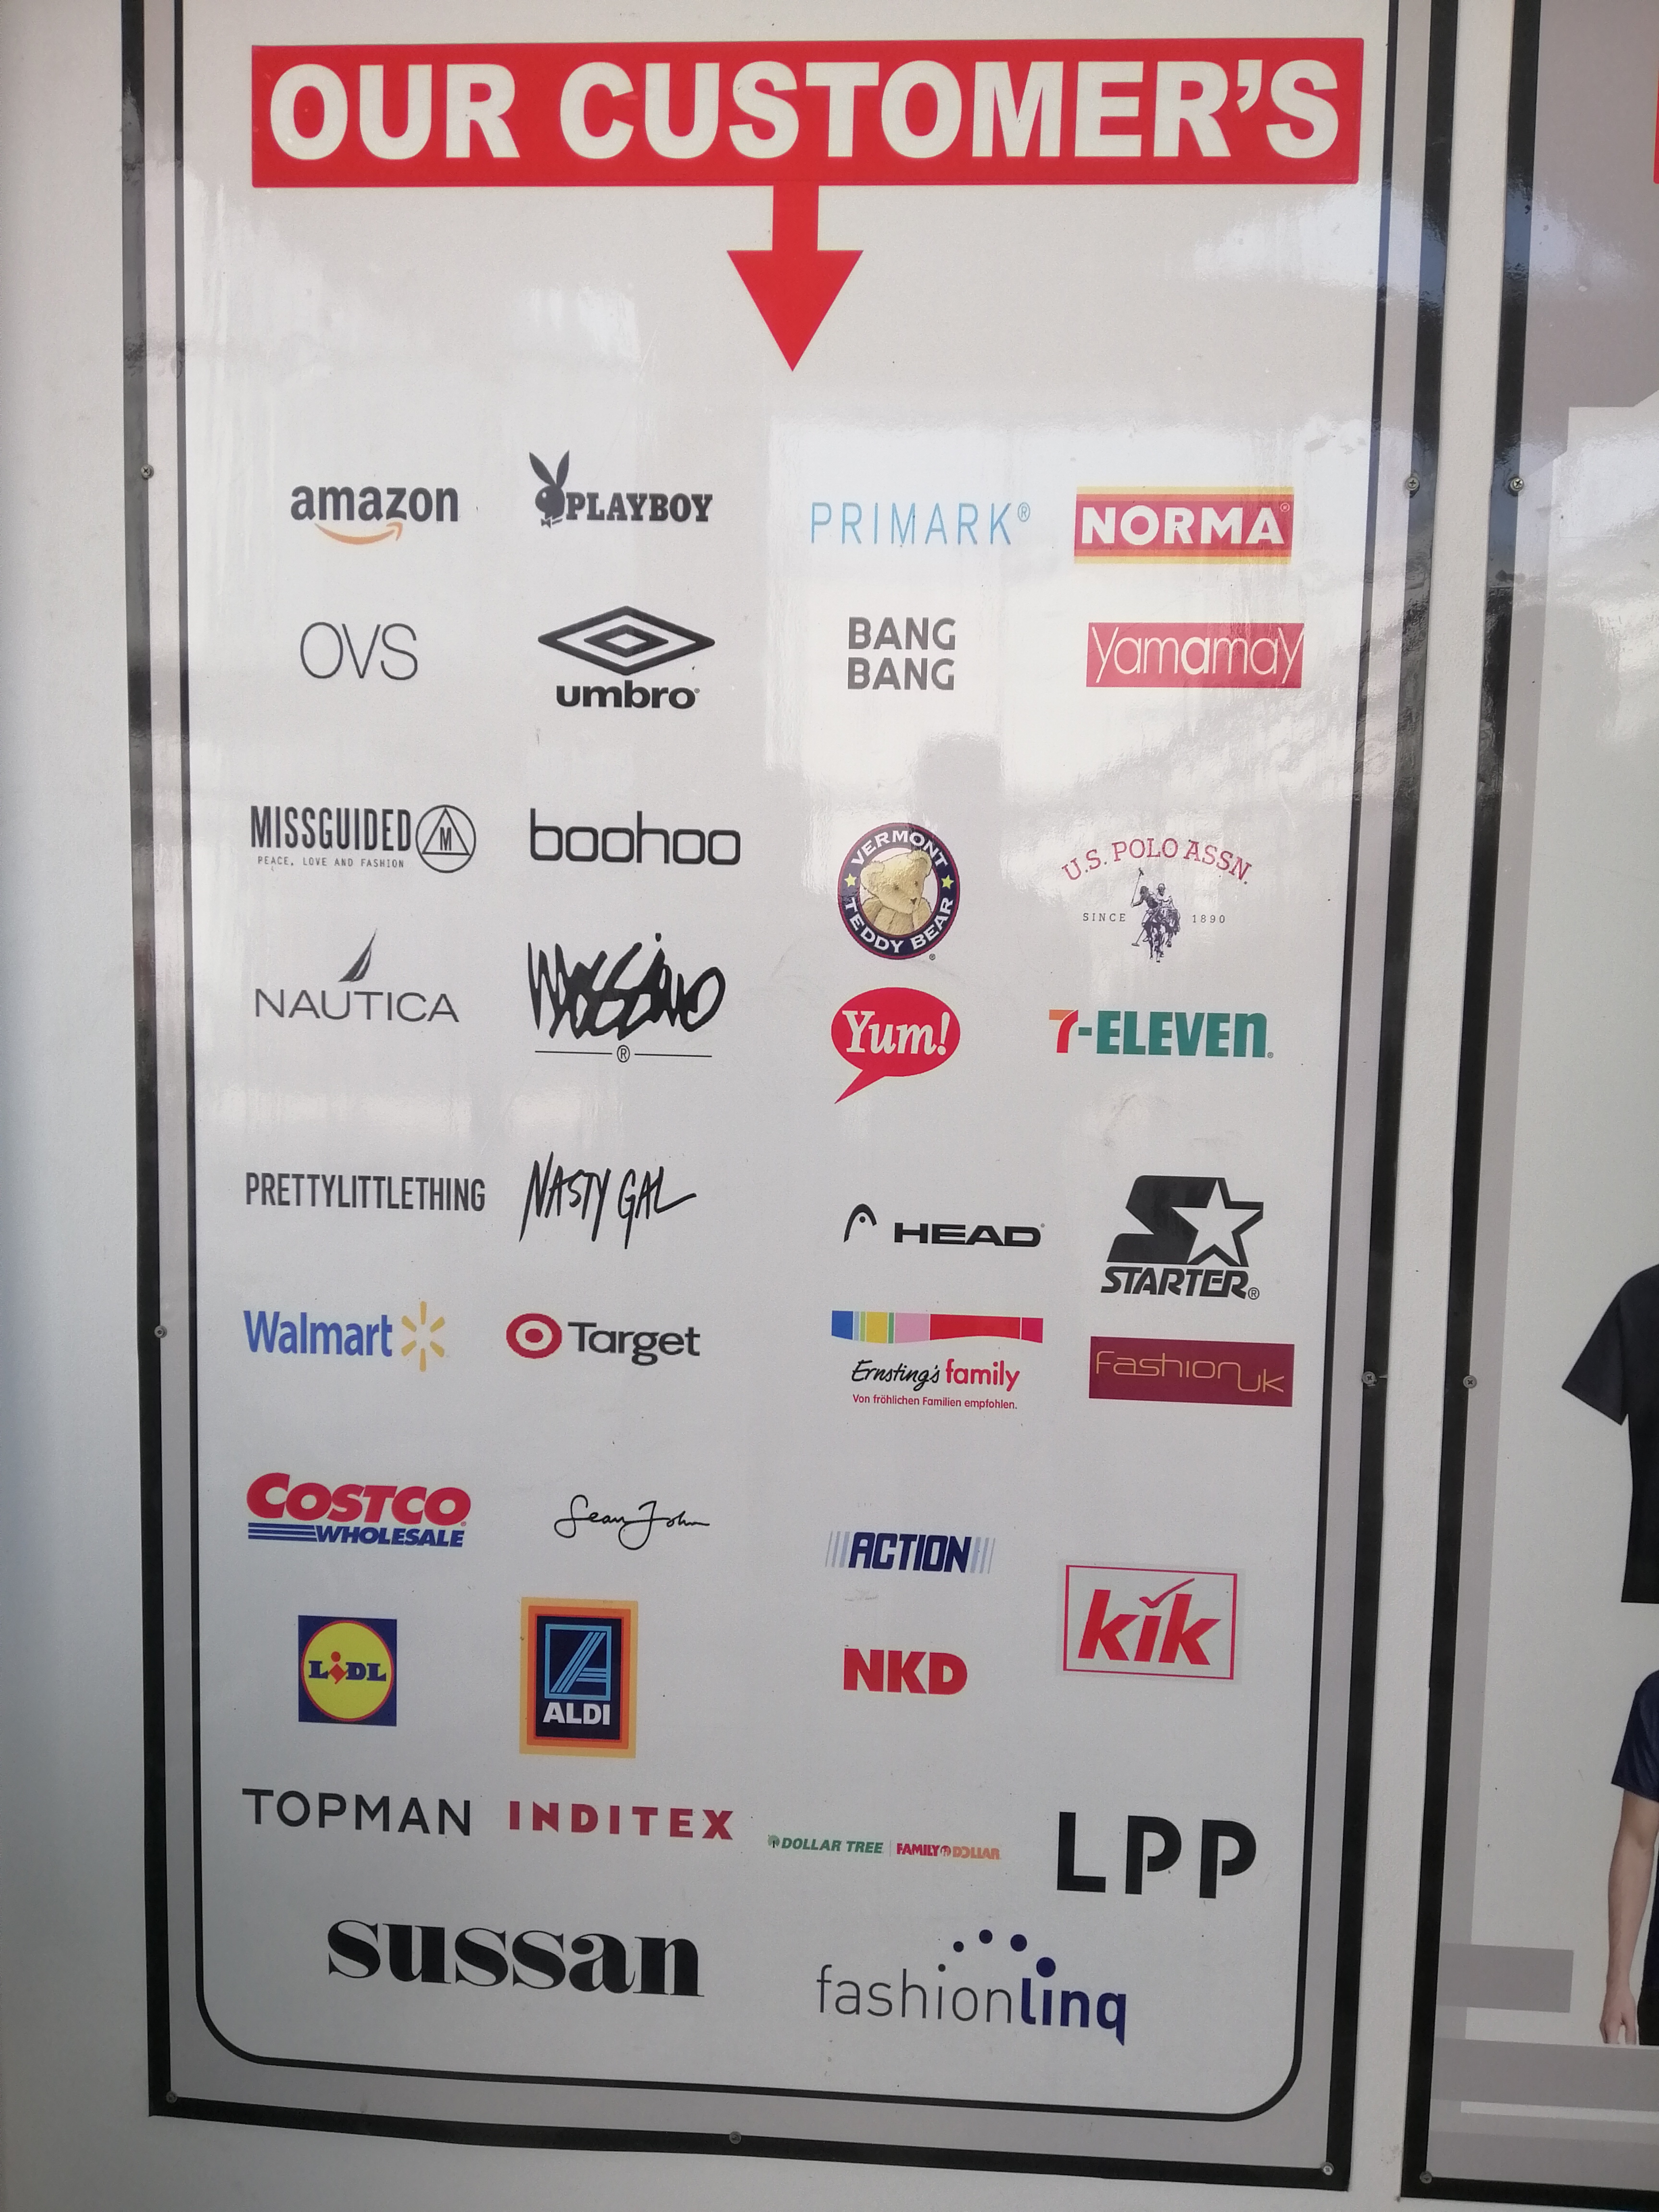 OUR CUSTOMER'S
amazon
PLAYBOY
PRIMARK®
NORMA®
OVS
umbro®
BANG
BANG
yamamay
MISSGUIDED M
PEACE, LOVE AND FASHION
boohoo
VERMONT
TEDDY BEAR
®
U.S. POLO ASSN.
SINCE 1890
NAUTICA
Mossimo
®
Yum!
7-ELEVEn®
PRETTYLITTLETHING
NASTY GAL
HEAD®
STARTER®
Walmart
Target
Ernsting's family
Von fröhlichen Familien empfohlen.
Fashion UK
COSTCO
WHOLESALE
Sean John
ACTION
kik
LiDL
ALDI
NKD
TOPMAN
INDITEX
DOLLAR TREE
FAMILY DOLLAR
LPP
sussan
fashionlinq